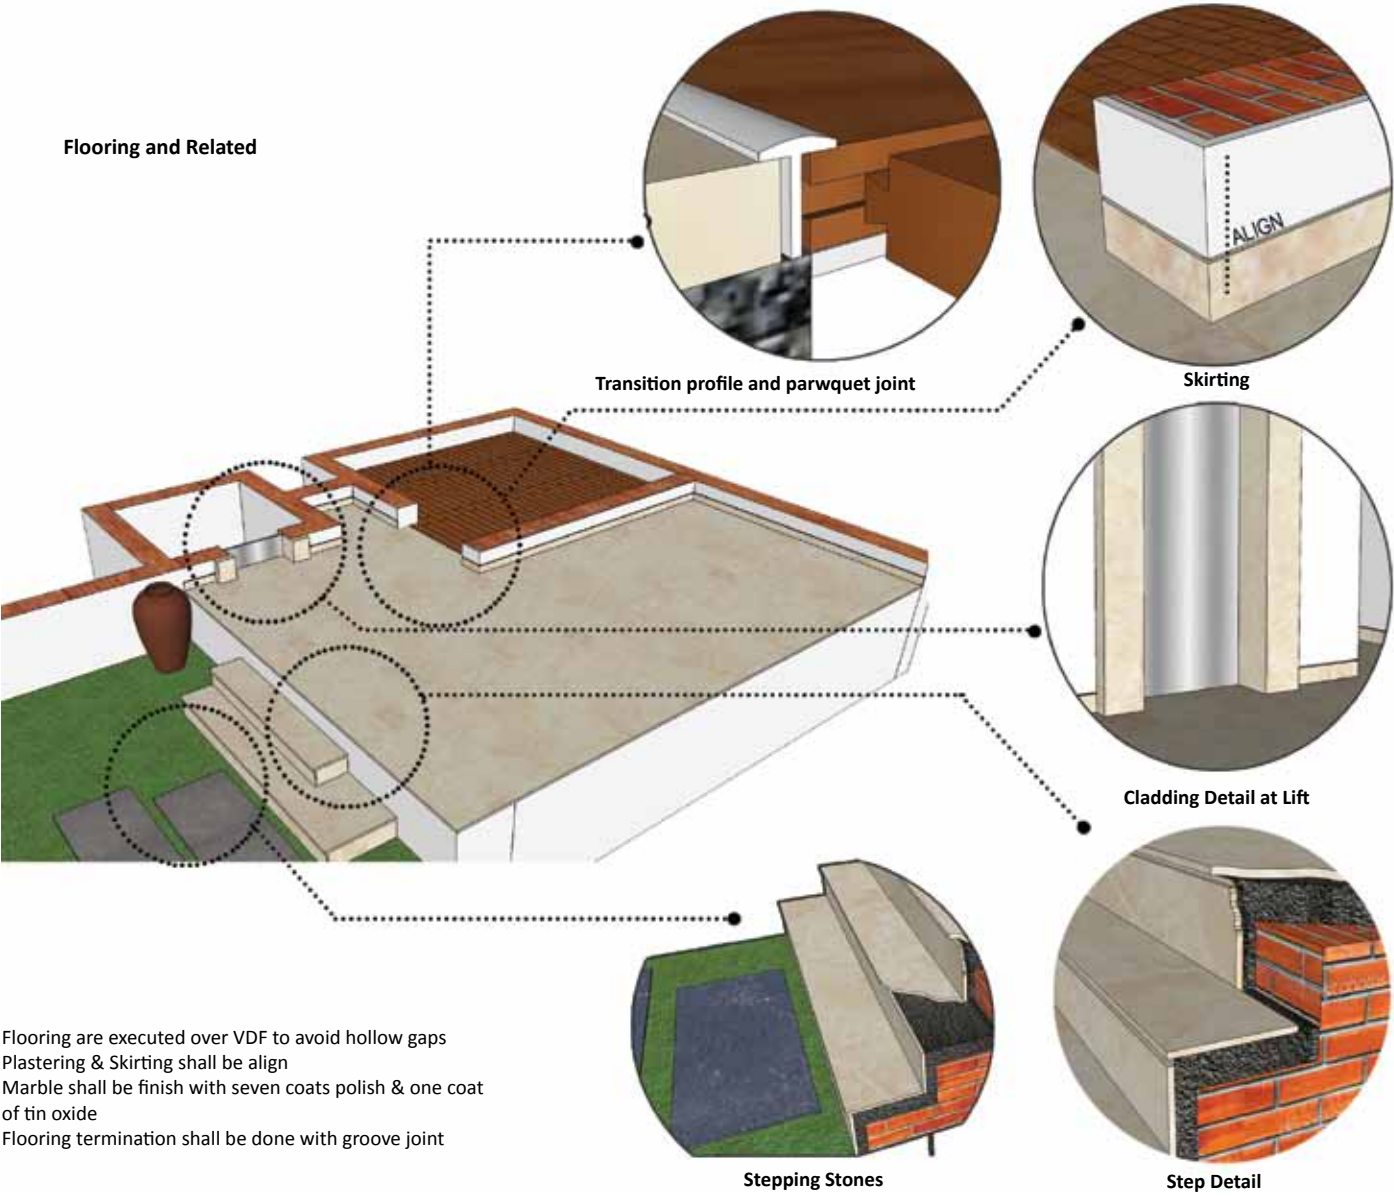 Flooring and Related
Transition profile and parwquet joint
ALIGN
Skirting
Cladding Detail at Lift
Flooring are executed over VDF to avoid hollow gaps
Plastering & Skirting shall be align
Marble shall be finish with seven coats polish & one coat
of tin oxide
Flooring termination shall be done with groove joint
Stepping Stones
Step Detail